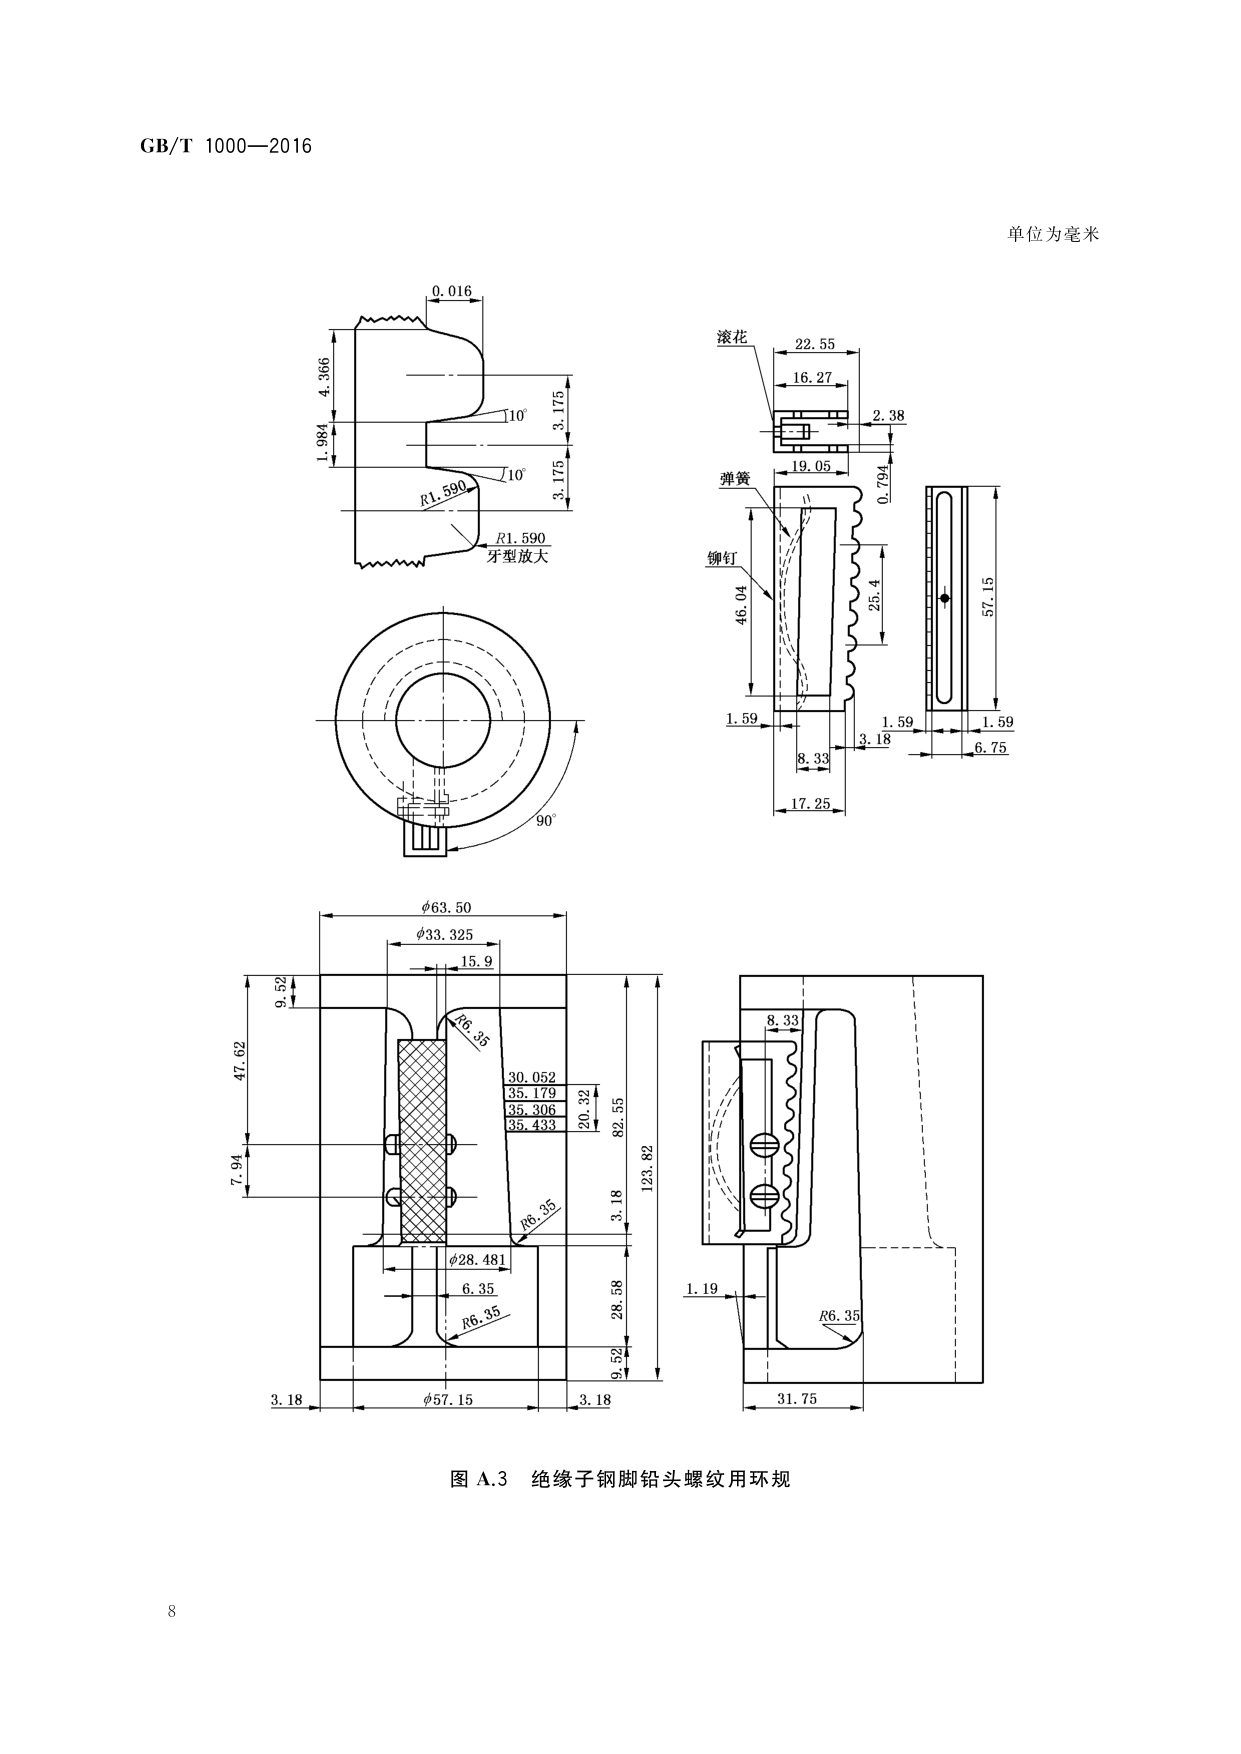 GB/T 1000—2016
单位为毫米
0.016
4.366
1.984
10°
10°
3.175
3.175
R1.590
R1.590
牙型放大
滚花
22.55
16.27
2.38
19.05
0.794
弹簧
铆钉
46.04
25.4
57.15
1.59
3.18
8.33
17.25
1.59
1.59
6.75
90°
ϕ63.50
ϕ33.325
15.9
9.52
47.62
7.94
R6.35
30.052
35.179
35.306
35.433
20.32
82.55
123.82
3.18
R6.35
ϕ28.481
6.35
R6.35
28.58
9.52
3.18
ϕ57.15
3.18
8.33
1.19
R6.35
31.75
图 A.3 绝缘子钢脚铅头螺纹用环规
8